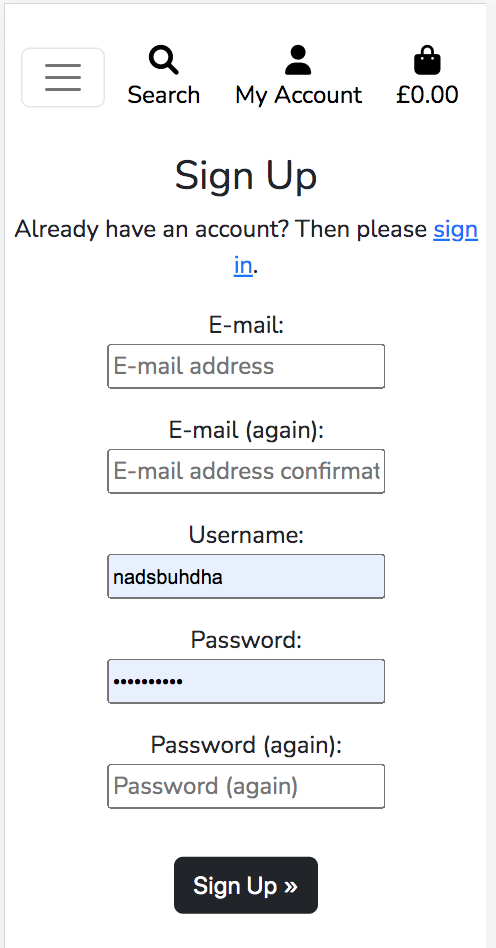 Search My Account £0.00
Sign Up
Already have an account? Then please sign
in.
E-mail:
E-mail address
E-mail (again):
E-mail address confirmat
Username:
nadsbuhdha
Password:
••••••••••
Password (again):
Password (again)
Sign Up »